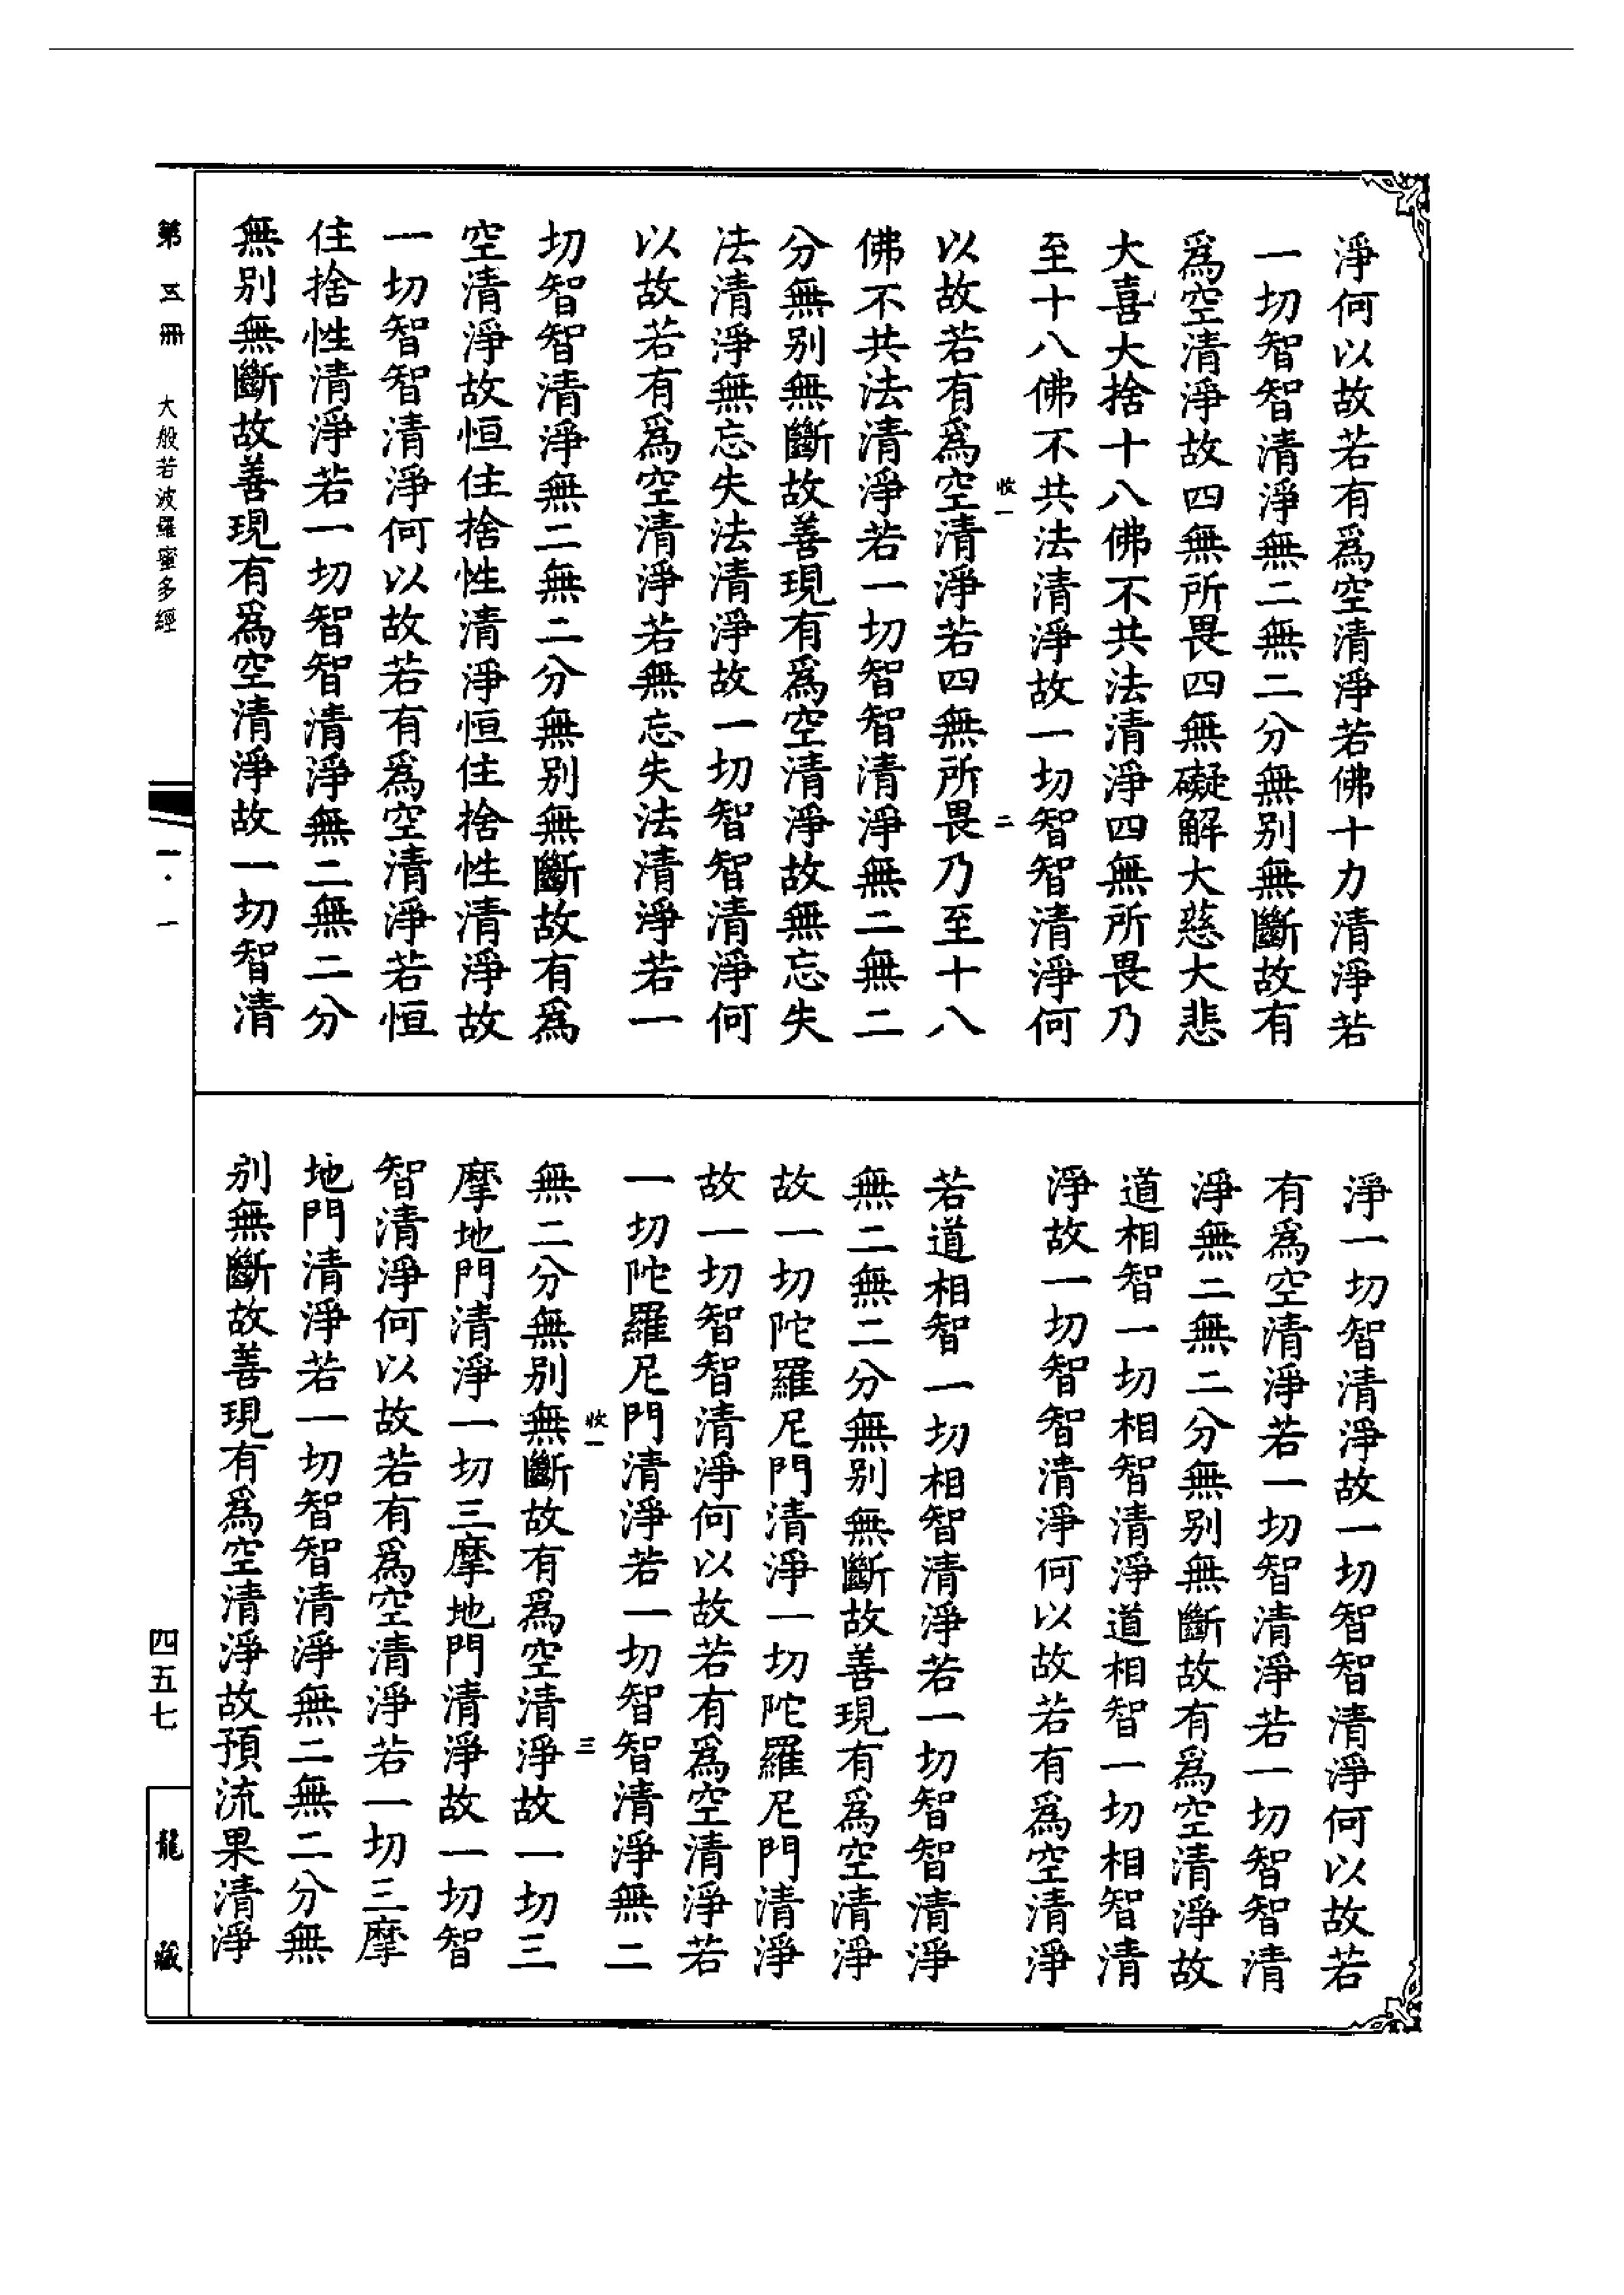 淨何以故若有爲空清淨若佛十力清淨若
一切智智清淨無二無二分無別無斷故有
爲空清淨故四無所畏四無礙解大慈大悲
大喜大捨十八佛不共法清淨四無所畏乃
至十八佛不共法清淨故一切智智清淨何
收一 二
以故若有爲空清淨若四無所畏乃至十八
佛不共法清淨若一切智智清淨無二無二
分無別無斷故善現有爲空清淨故無忘失
法清淨無忘失法清淨故一切智智清淨何
以故若有爲空清淨若無忘失法清淨若一
切智智清淨無二無二分無別無斷故有爲
空清淨故恒住捨性清淨恒住捨性清淨故
一切智智清淨何以故若有爲空清淨若恒
住捨性清淨若一切智智清淨無二無二分
無別無斷故善現有爲空清淨故一切智清
淨一切智清淨故一切智智清淨何以故若
有爲空清淨若一切智清淨若一切智智清
淨無二無二分無別無斷故有爲空清淨故
道相智一切相智清淨道相智一切相智清
淨故一切智智清淨何以故若有爲空清淨
若道相智一切相智清淨若一切智智清淨
無二無二分無別無斷故善現有爲空清淨
故一切陀羅尼門清淨一切陀羅尼門清淨
故一切智智清淨何以故若有爲空清淨若
一切陀羅尼門清淨若一切智智清淨無二
收一 三
無二分無別無斷故有爲空清淨故一切三
摩地門清淨一切三摩地門清淨故一切智
智清淨何以故若有爲空清淨若一切三摩
地門清淨若一切智智清淨無二無二分無
別無斷故善現有爲空清淨故預流果清淨
第五冊 大般若波羅蜜多經
一·一
四五七
龍藏